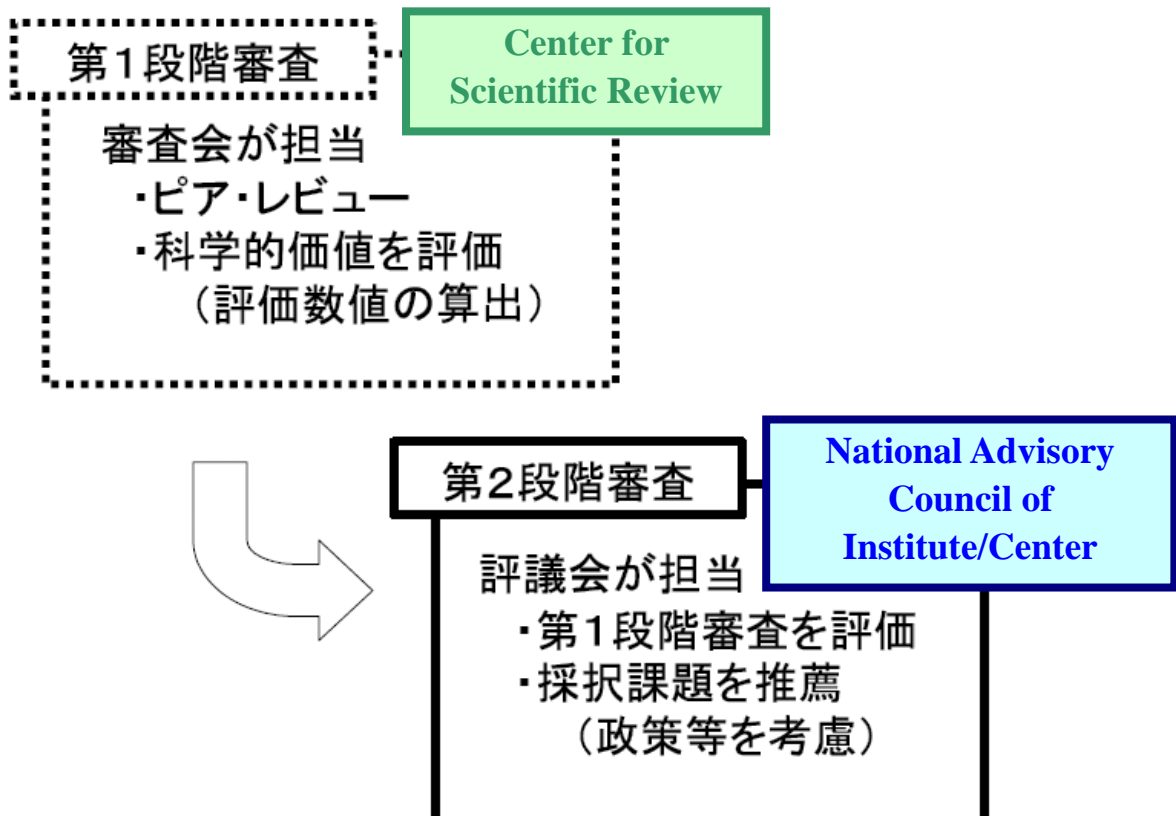 第１段階審査
Center for
Scientific Review
審査会が担当
・ピア・レビュー
・科学的価値を評価
（評価数値の算出）
第２段階審査
National Advisory
Council of
Institute/Center
評議会が担当
・第１段階審査を評価
・採択課題を推薦
（政策等を考慮）